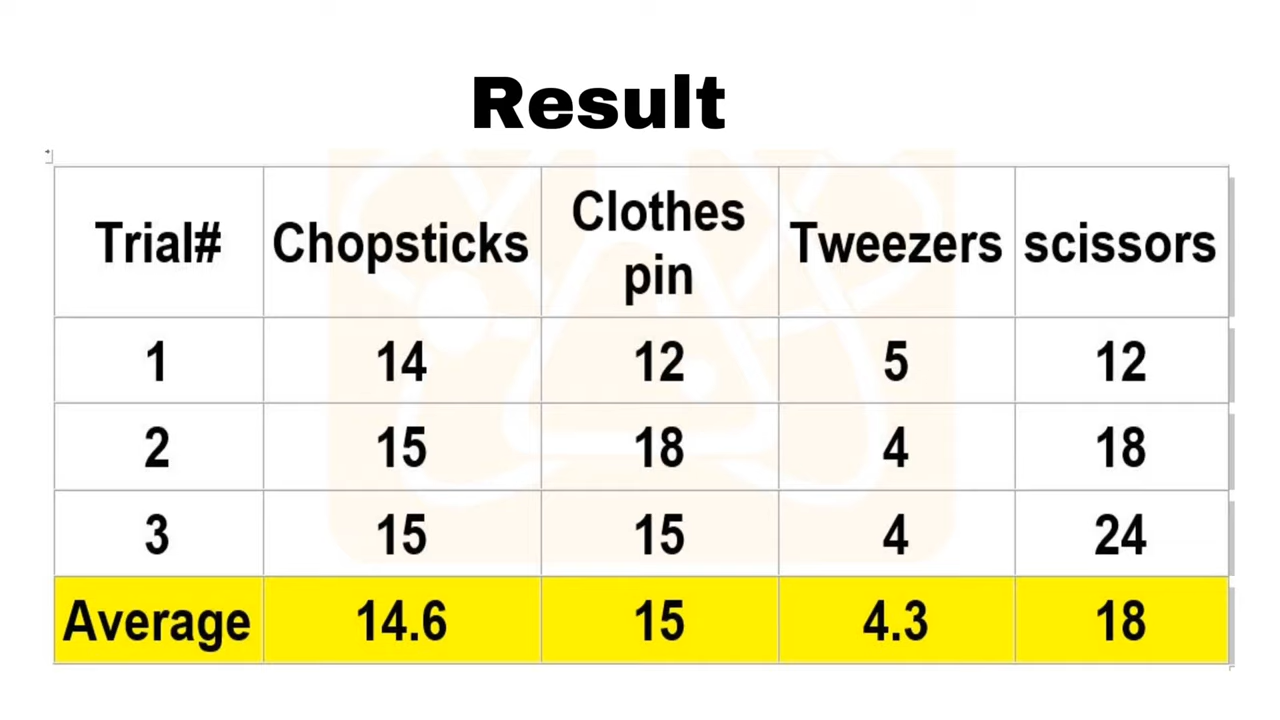 Result
Trial# Chopsticks Clothes pin Tweezers scissors
1 14 12 5 12
2 15 18 4 18
3 15 15 4 24
Average 14.6 15 4.3 18